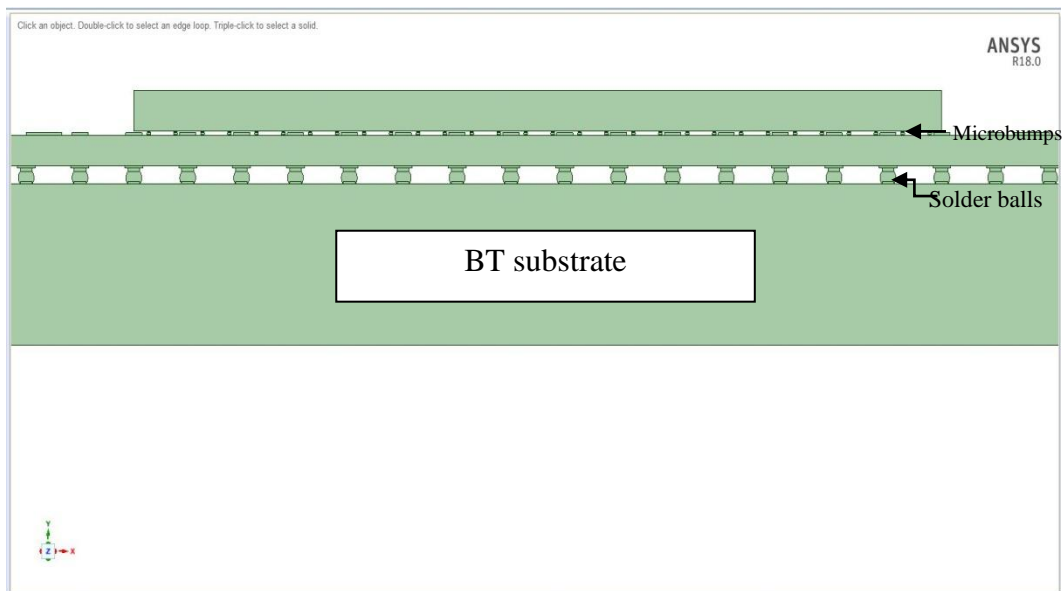 Click an object. Double-click to select an edge loop. Triple-click to select a solid.
ANSYS
R18.0
Microbumps
Solder balls
BT substrate
Y
Z
X